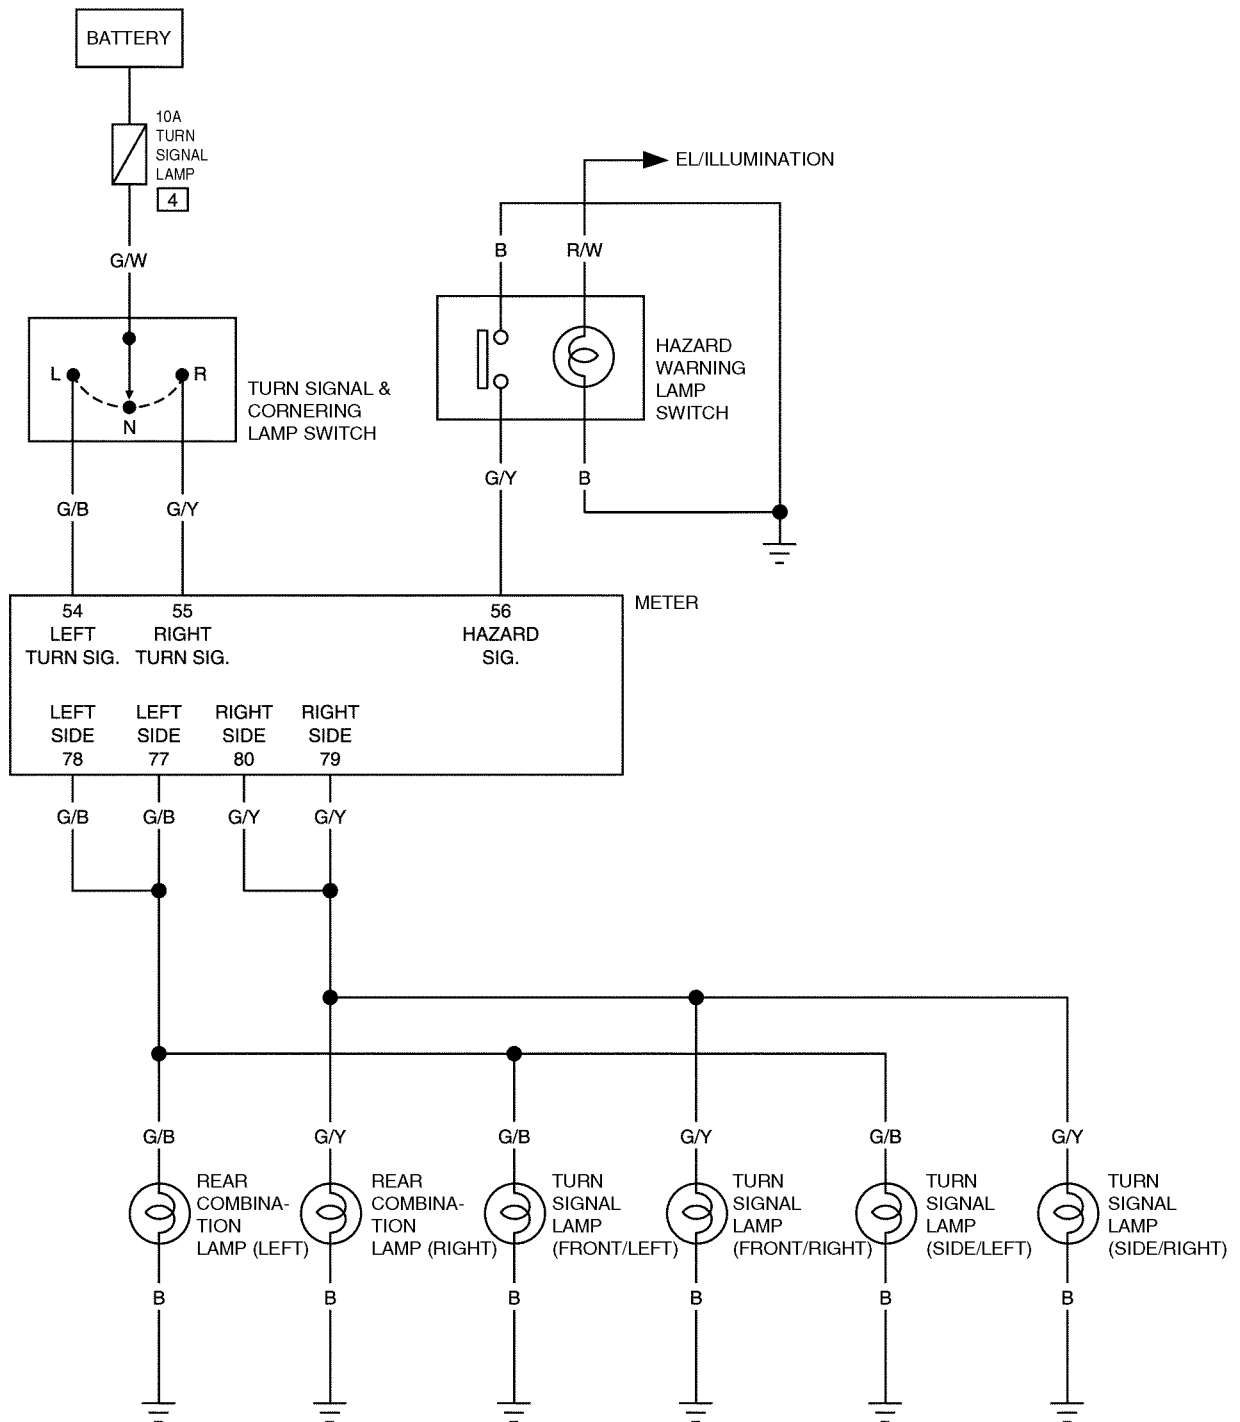 BATTERY
10A
TURN
SIGNAL
LAMP
4
G/W
EL/ILLUMINATION
B
R/W
L
R
N
TURN SIGNAL &
CORNERING
LAMP SWITCH
HAZARD
WARNING
LAMP
SWITCH
G/B
G/Y
G/Y
B
METER
54
LEFT
TURN SIG.
55
RIGHT
TURN SIG.
56
HAZARD
SIG.
LEFT
SIDE
78
LEFT
SIDE
77
RIGHT
SIDE
80
RIGHT
SIDE
79
G/B
G/B
G/Y
G/Y
G/B
G/Y
G/B
G/Y
G/B
G/Y
REAR
COMBINA-
TION
LAMP (LEFT)
REAR
COMBINA-
TION
LAMP (RIGHT)
TURN
SIGNAL
LAMP
(FRONT/LEFT)
TURN
SIGNAL
LAMP
(FRONT/RIGHT)
TURN
SIGNAL
LAMP
(SIDE/LEFT)
TURN
SIGNAL
LAMP
(SIDE/RIGHT)
B
B
B
B
B
B